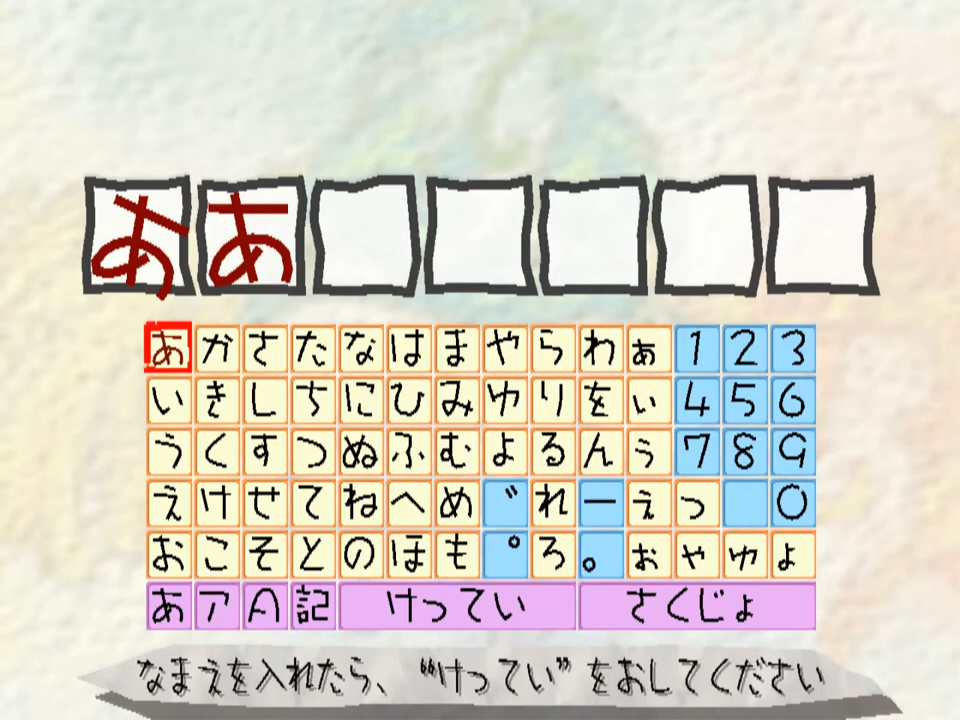 ああ
あかさたなはまやらわぁ123
いきしちにひみゆりをぃ456
うくすつぬふむよるんぅ789
えけせてねへめ゛れーぇっ 0
おこそとのほも゜ろ。ぉゃゅょ
あアA記 けってい さくじょ
なまえを入れたら、“けってい”をおしてください